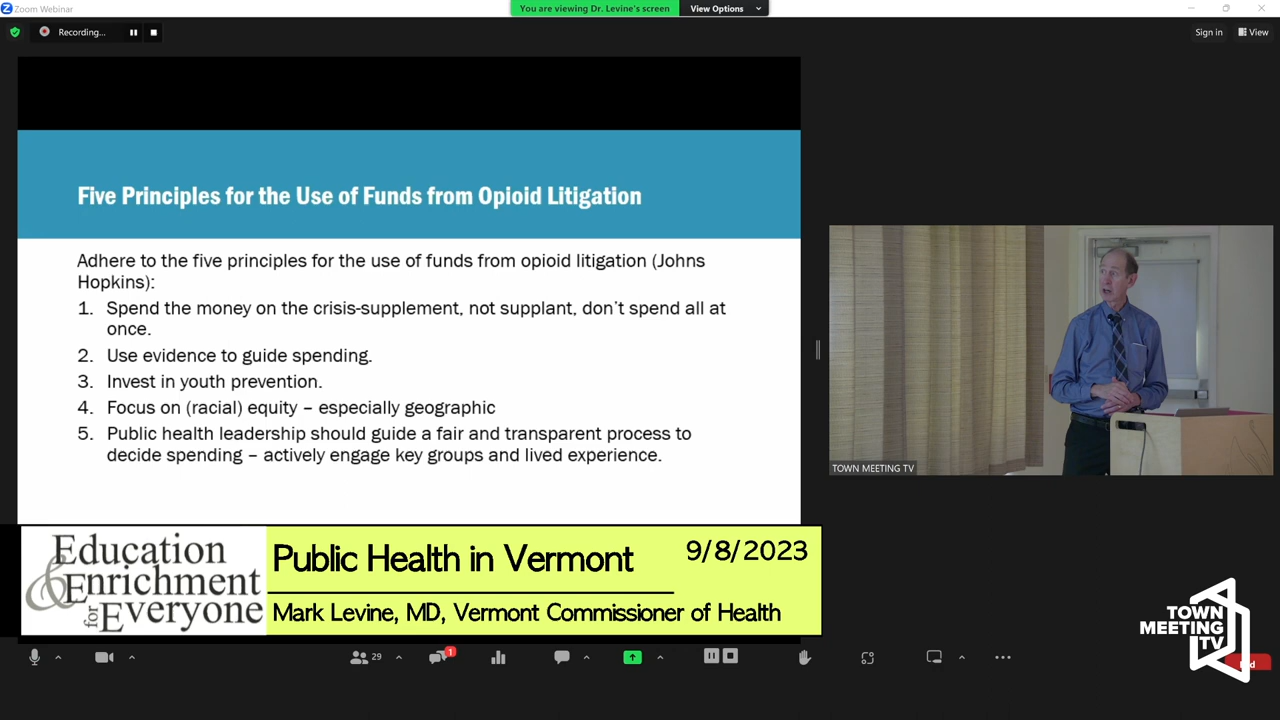 Zoom Webinar
You are viewing Dr. Levine's screen
View Options
Recording...
Sign in
View
Five Principles for the Use of Funds from Opioid Litigation
Adhere to the five principles for the use of funds from opioid litigation (Johns
Hopkins):
1. Spend the money on the crisis-supplement, not supplant, don't spend all at
once.
2. Use evidence to guide spending.
3. Invest in youth prevention.
4. Focus on (racial) equity – especially geographic
5. Public health leadership should guide a fair and transparent process to
decide spending – actively engage key groups and lived experience.
TOWN MEETING TV
Education
& Enrichment
for Everyone
Public Health in Vermont
9/8/2023
Mark Levine, MD, Vermont Commissioner of Health
TOWN
MEETING
TV
29
1